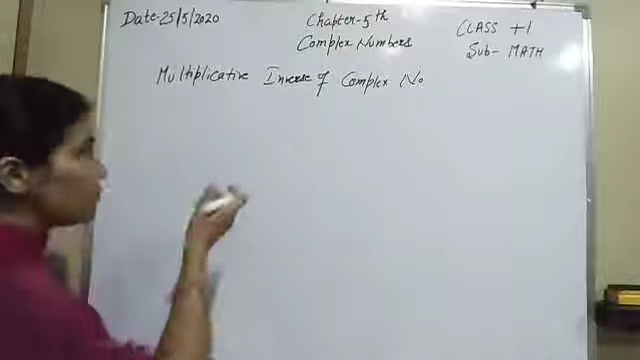 Date-25/5/2020
Chapter-5th
Complex Numbers
CLASS +1
Sub- MATH
Multiplicative Inverse of Complex No